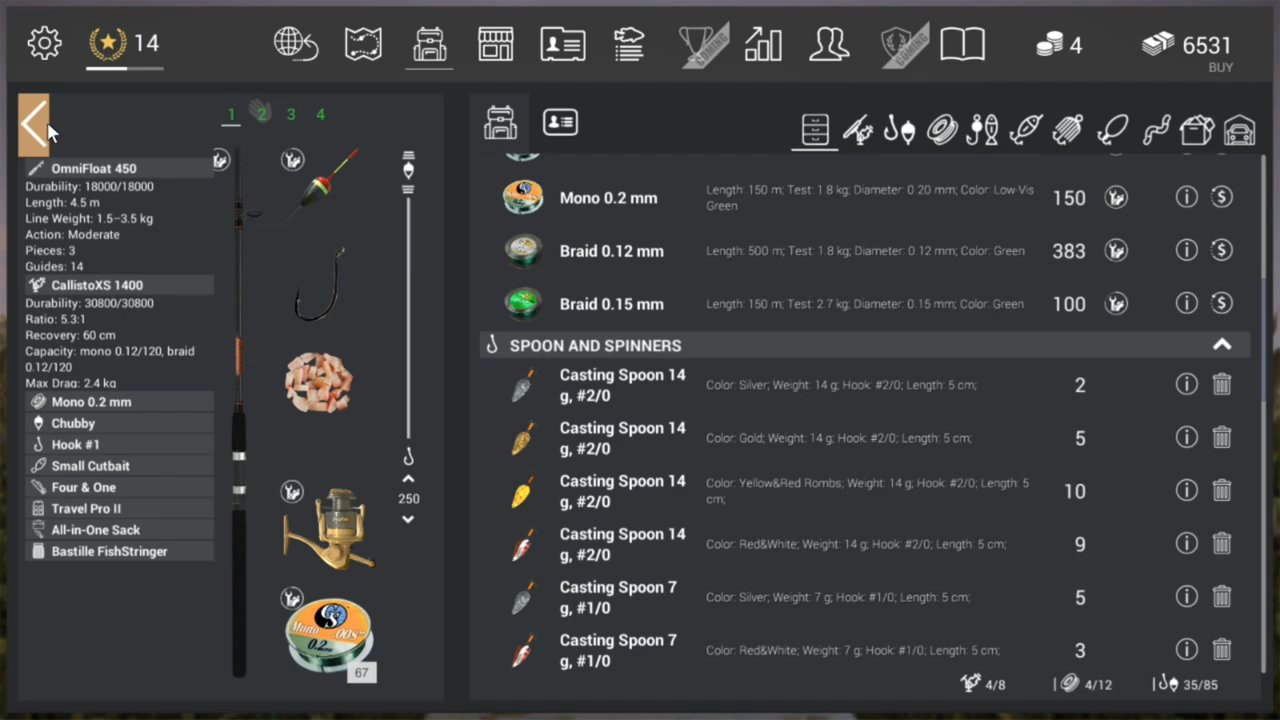 14
4
6531
BUY
1 2 3 4
OmniFloat 450
Durability: 18000/18000
Length: 4.5 m
Line Weight: 1.5–3.5 kg
Action: Moderate
Pieces: 3
Guides: 14
CallistoXS 1400
Durability: 30800/30800
Ratio: 5.3:1
Recovery: 60 cm
Capacity: mono 0.12/120, braid
0.12/120
Max Drag: 2.4 kg
Mono 0.2 mm
Chubby
Hook #1
Small Cutbait
Four & One
Travel Pro II
All-in-One Sack
Bastille FishStringer
250
Mono .008"
0.2mm
67
Mono 0.2 mm
Length: 150 m; Test: 1.8 kg; Diameter: 0.20 mm; Color: Low-Vis
Green
150
Braid 0.12 mm
Length: 500 m; Test: 1.8 kg; Diameter: 0.12 mm; Color: Green
383
Braid 0.15 mm
Length: 150 m; Test: 2.7 kg; Diameter: 0.15 mm; Color: Green
100
SPOON AND SPINNERS
Casting Spoon 14
g, #2/0
Color: Silver; Weight: 14 g; Hook: #2/0; Length: 5 cm;
2
Casting Spoon 14
g, #2/0
Color: Gold; Weight: 14 g; Hook: #2/0; Length: 5 cm;
5
Casting Spoon 14
g, #2/0
Color: Yellow&Red Rombs; Weight: 14 g; Hook: #2/0; Length: 5
cm;
10
Casting Spoon 14
g, #2/0
Color: Red&White; Weight: 14 g; Hook: #2/0; Length: 5 cm;
9
Casting Spoon 7
g, #1/0
Color: Silver; Weight: 7 g; Hook: #1/0; Length: 5 cm;
5
Casting Spoon 7
g, #1/0
Color: Red&White; Weight: 7 g; Hook: #1/0; Length: 5 cm;
3
4/8
4/12
35/85